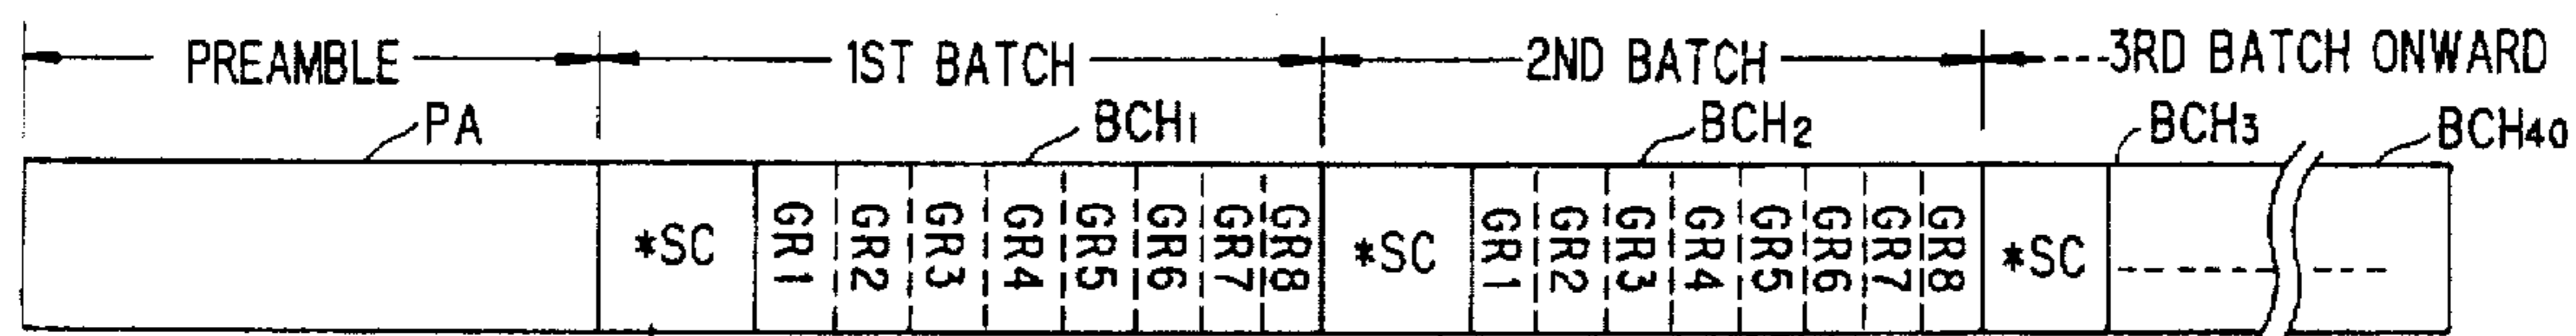 PREAMBLE 1ST BATCH 2ND BATCH 3RD BATCH ONWARD
PA BCH1 BCH2 BCH3 BCH40
*SC GR1 GR2 GR3 GR4 GR5 GR6 GR7 GR8 *SC GR1 GR2 GR3 GR4 GR5 GR6 GR7 GR8 *SC